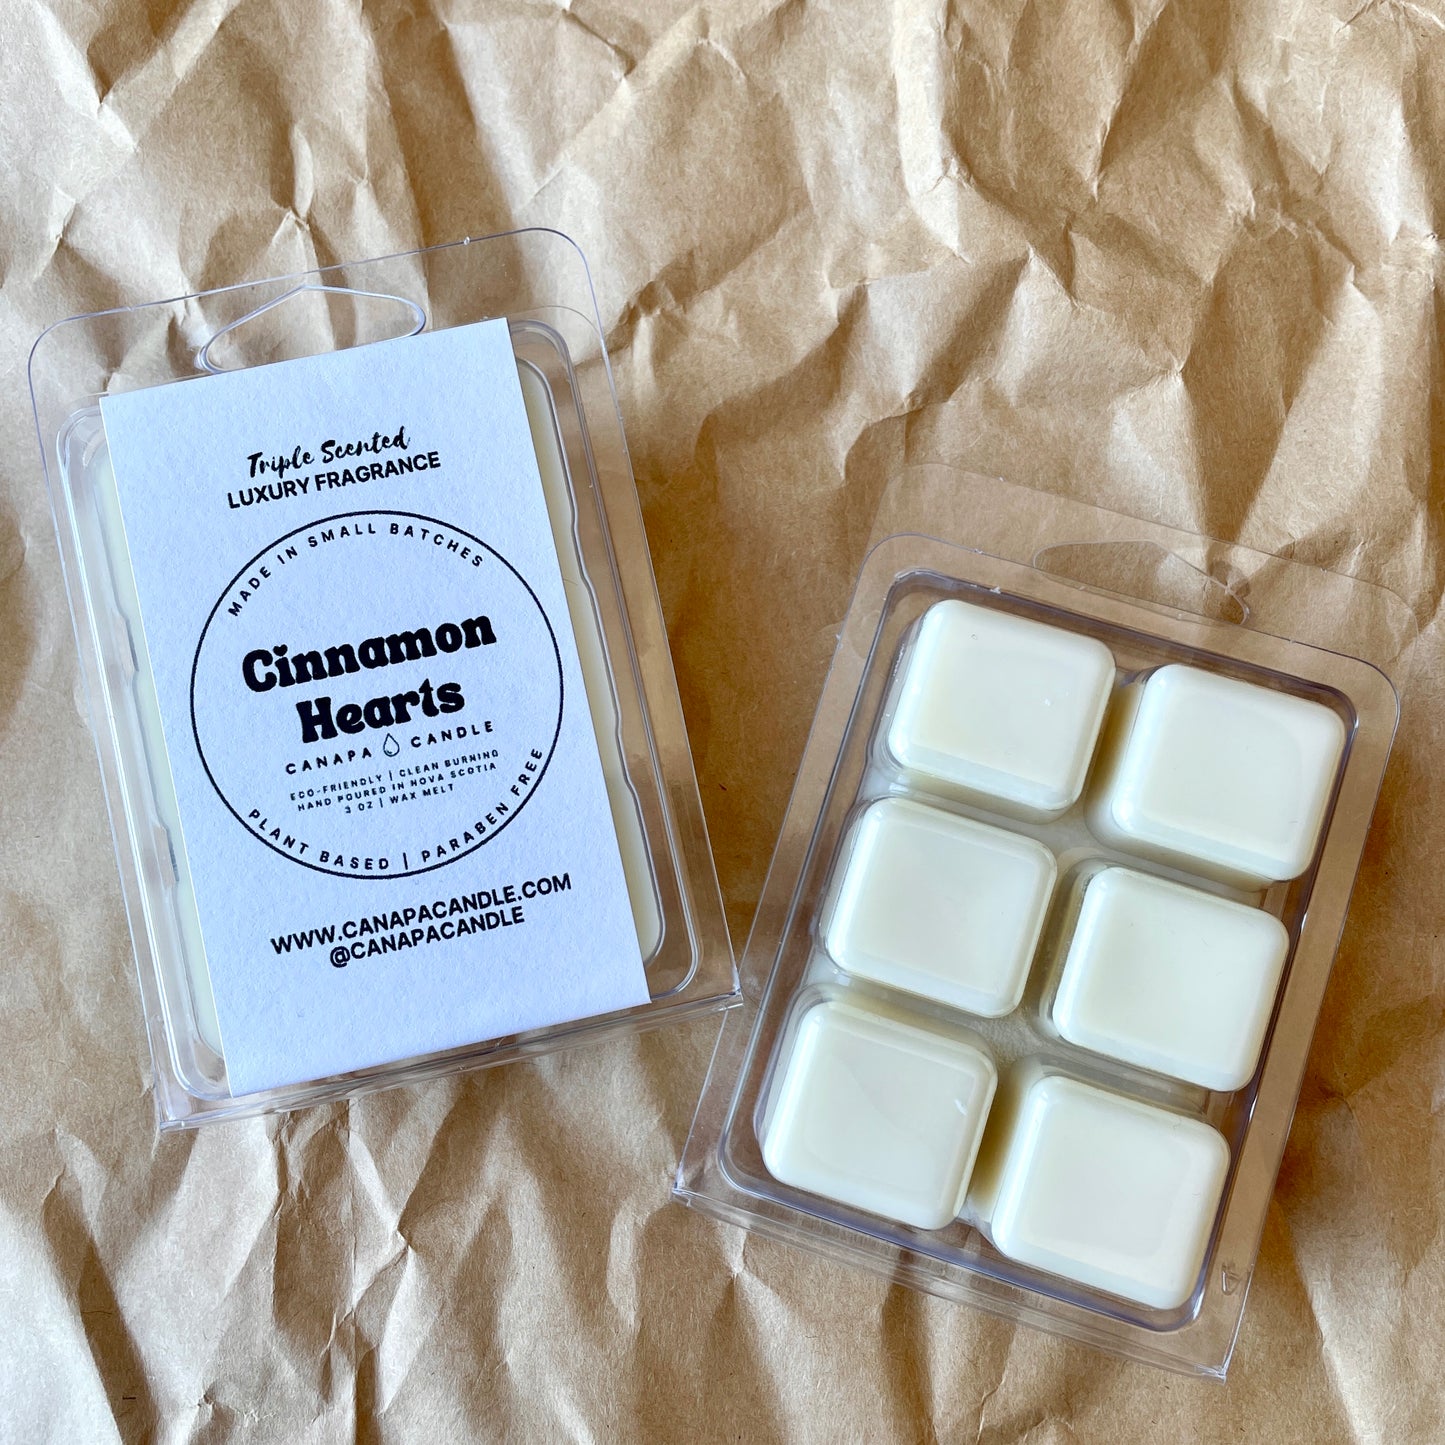 Triple Scented
LUXURY FRAGRANCE
MADE IN SMALL BATCHES
Cinnamon
Hearts
CANAPA CANDLE
ECO-FRIENDLY | CLEAN BURNING
HAND POURED IN NOVA SCOTIA
3 OZ | WAX MELT
PLANT BASED | PARABEN FREE
WWW.CANAPACANDLE.COM
@CANAPACANDLE